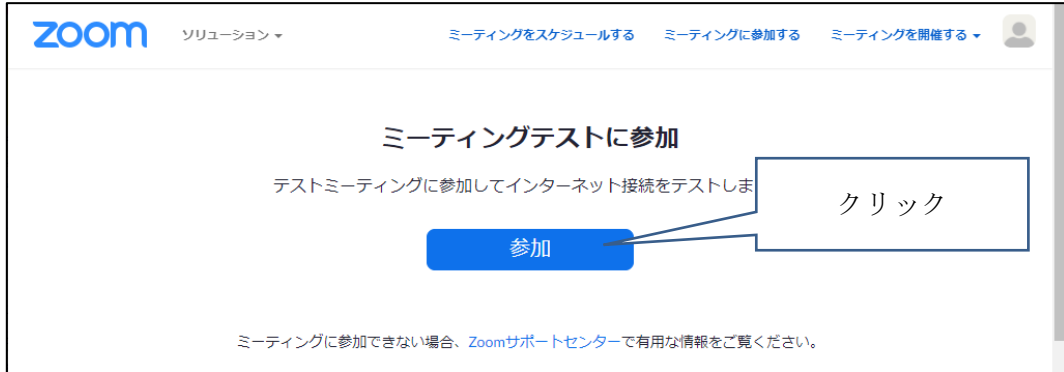 zoom ソリューション ミーティングをスケジュールする ミーティングに参加する ミーティングを開催する
ミーティングテストに参加
テストミーティングに参加してインターネット接続をテストしま
クリック
参加
ミーティングに参加できない場合、Zoomサポートセンターで有用な情報をご覧ください。